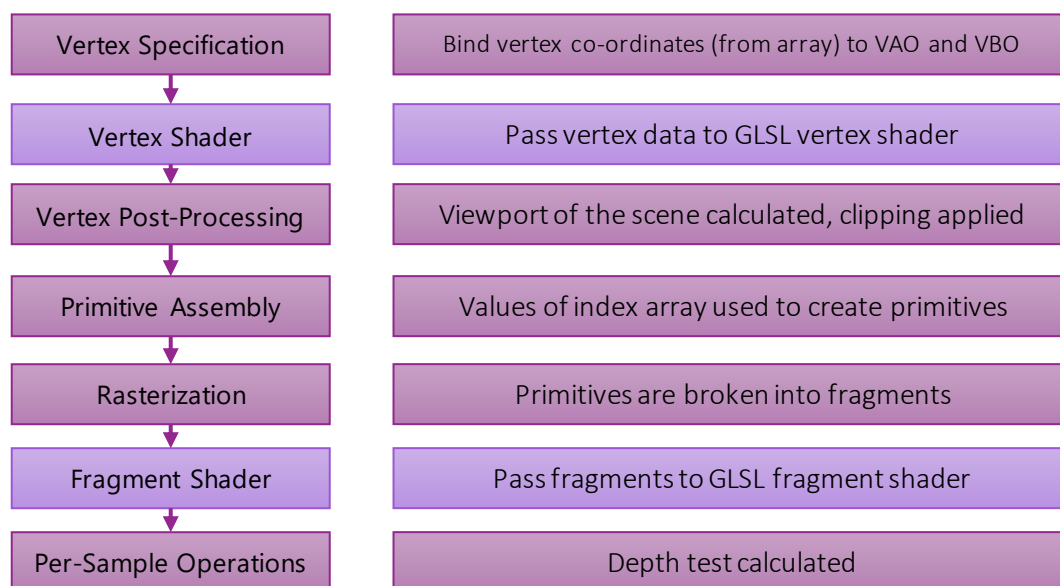 Vertex Specification
Bind vertex co-ordinates (from array) to VAO and VBO
Vertex Shader
Pass vertex data to GLSL vertex shader
Vertex Post-Processing
Viewport of the scene calculated, clipping applied
Primitive Assembly
Values of index array used to create primitives
Rasterization
Primitives are broken into fragments
Fragment Shader
Pass fragments to GLSL fragment shader
Per-Sample Operations
Depth test calculated